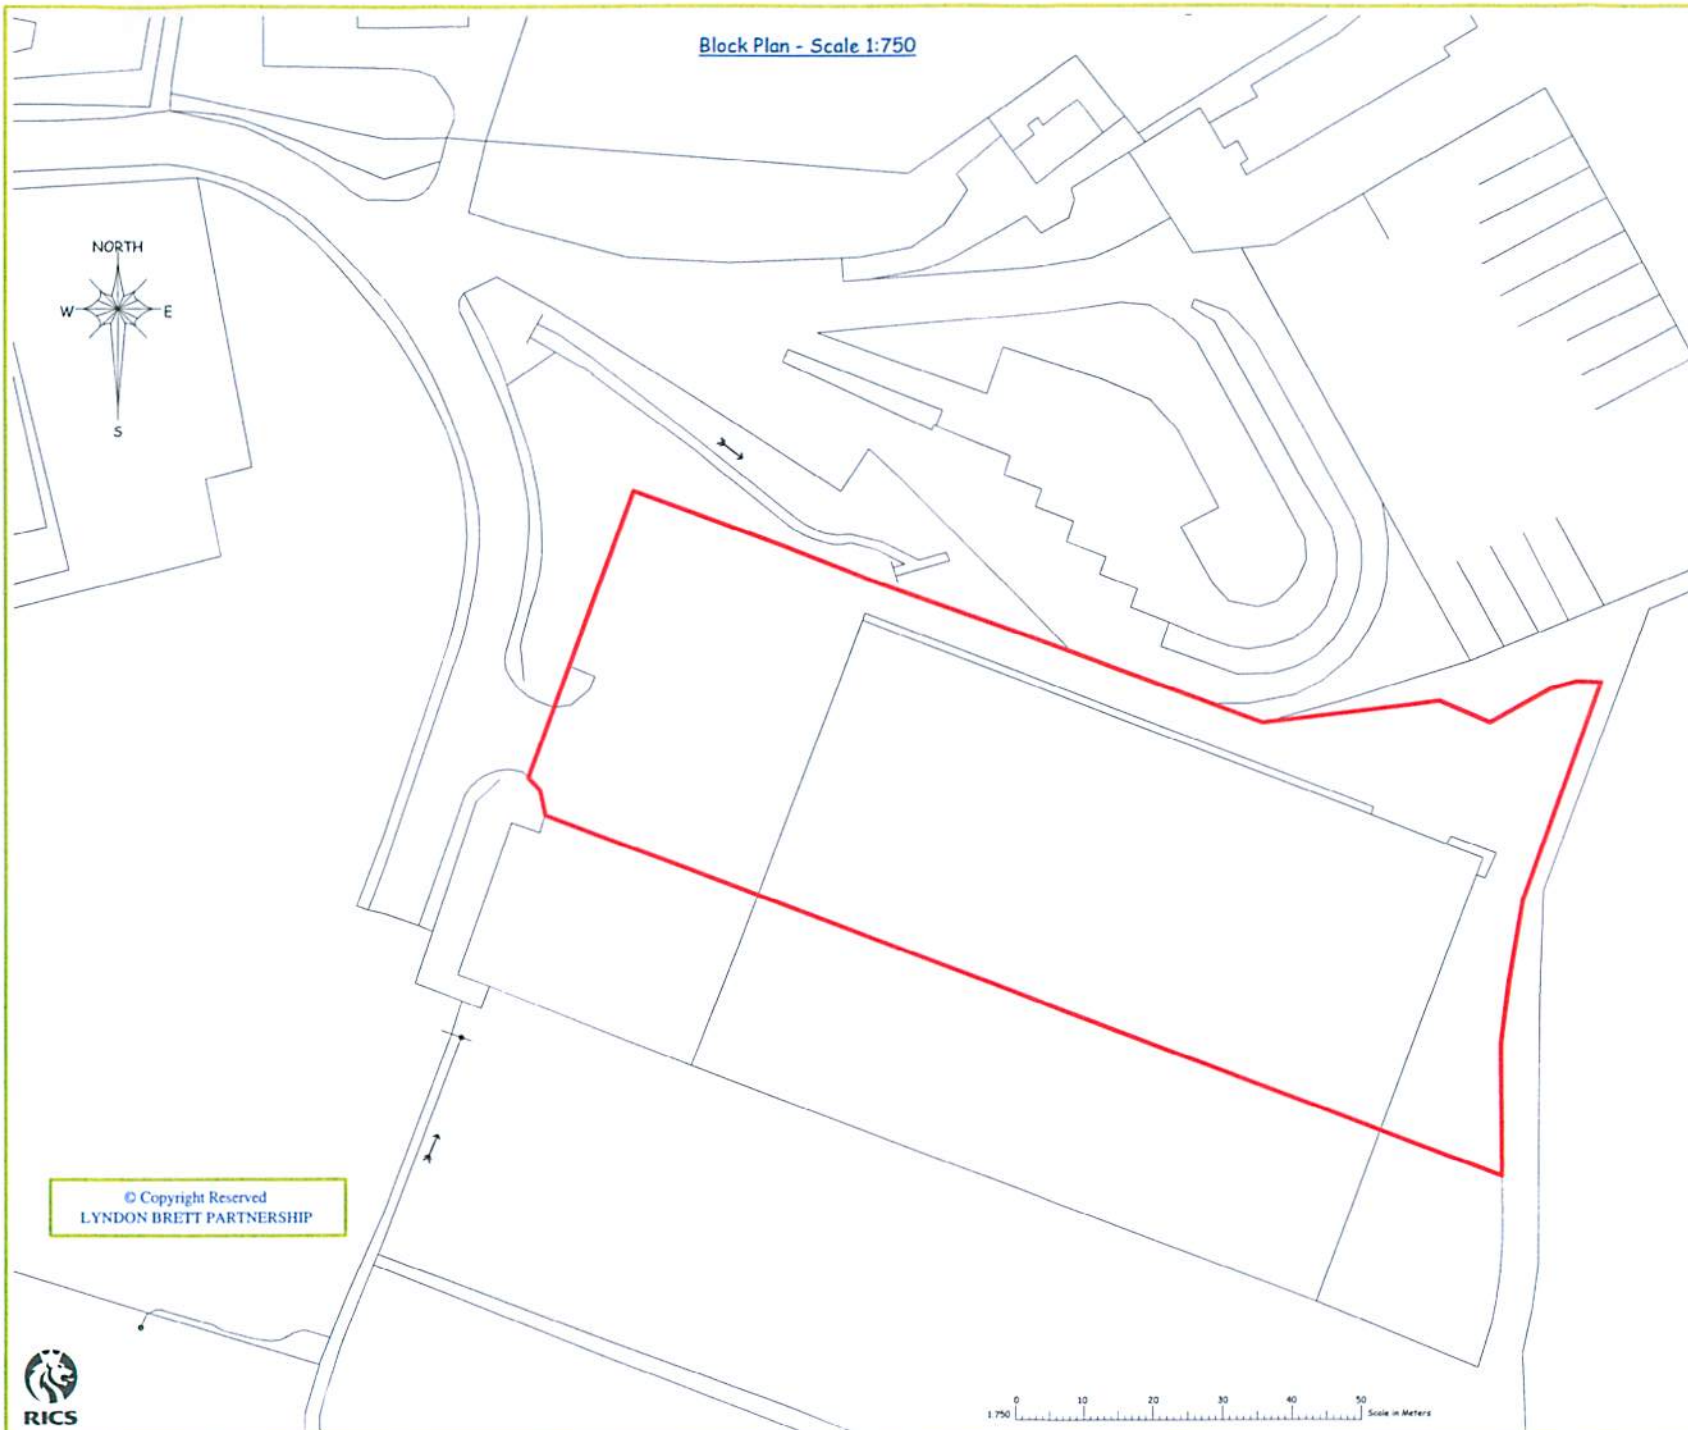 Block Plan - Scale 1:750
NORTH
W E
S
© Copyright Reserved
LYNDON BRETT PARTNERSHIP
RICS
0 10 20 30 40 50
1:750 Scale in Meters